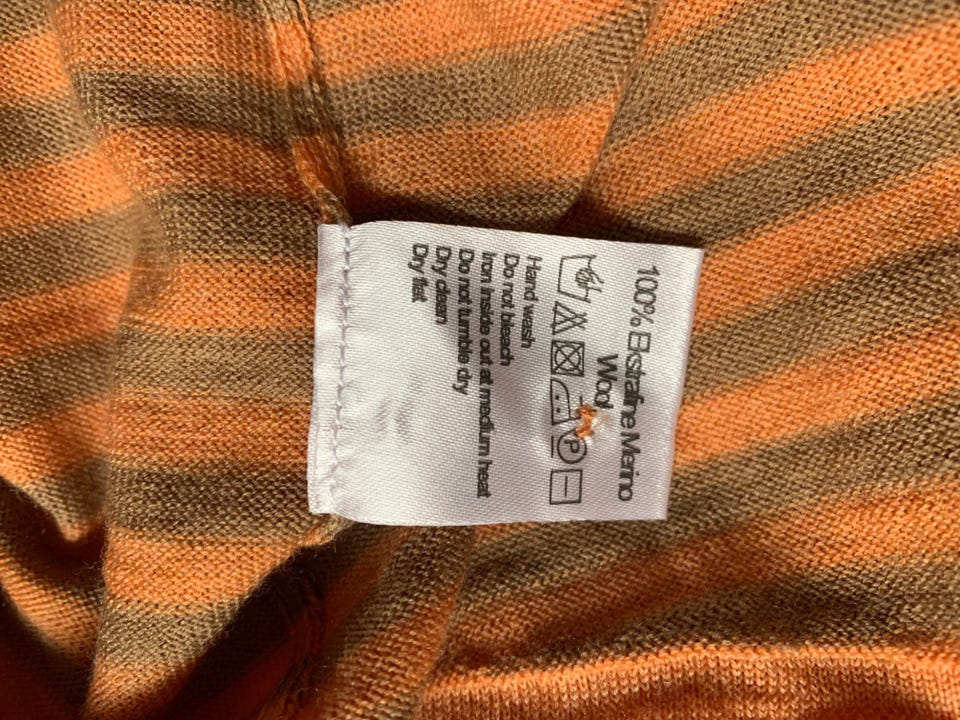 100% Ekstrafine Merino
Wool
P
Hand wash
Do not bleach
Iron inside out at medium heat
Do not tumble dry
Dry clean
Dry flat